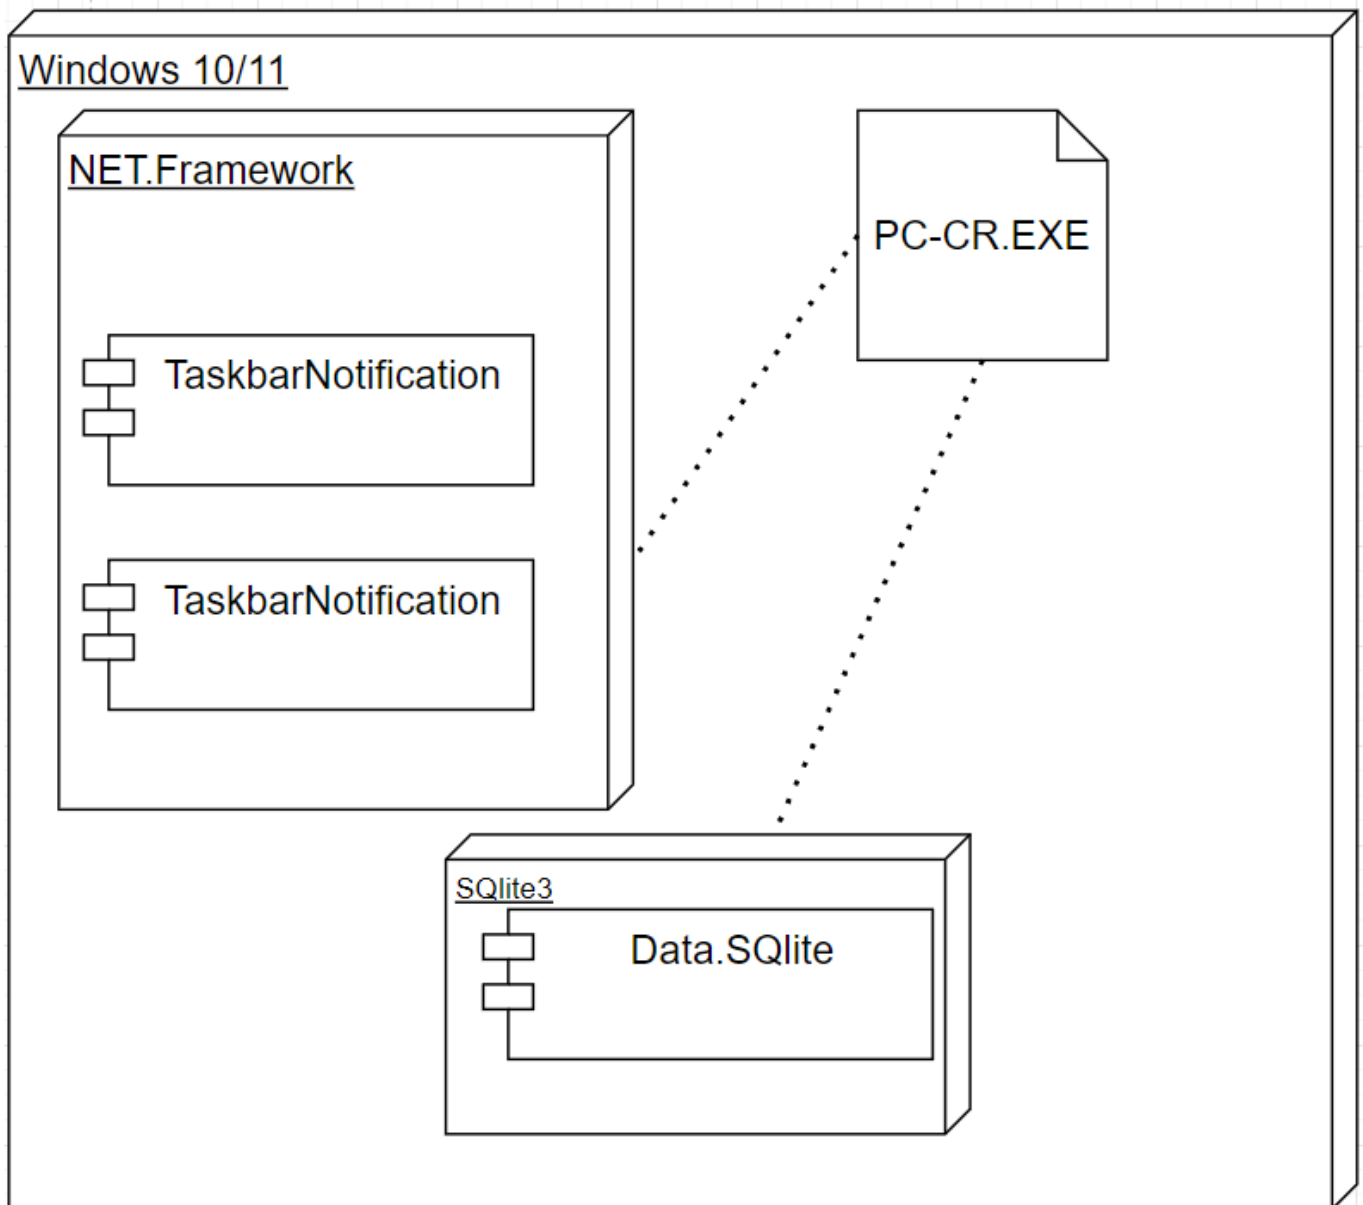 Windows 10/11
NET.Framework
PC-CR.EXE
TaskbarNotification
TaskbarNotification
SQlite3
Data.SQlite